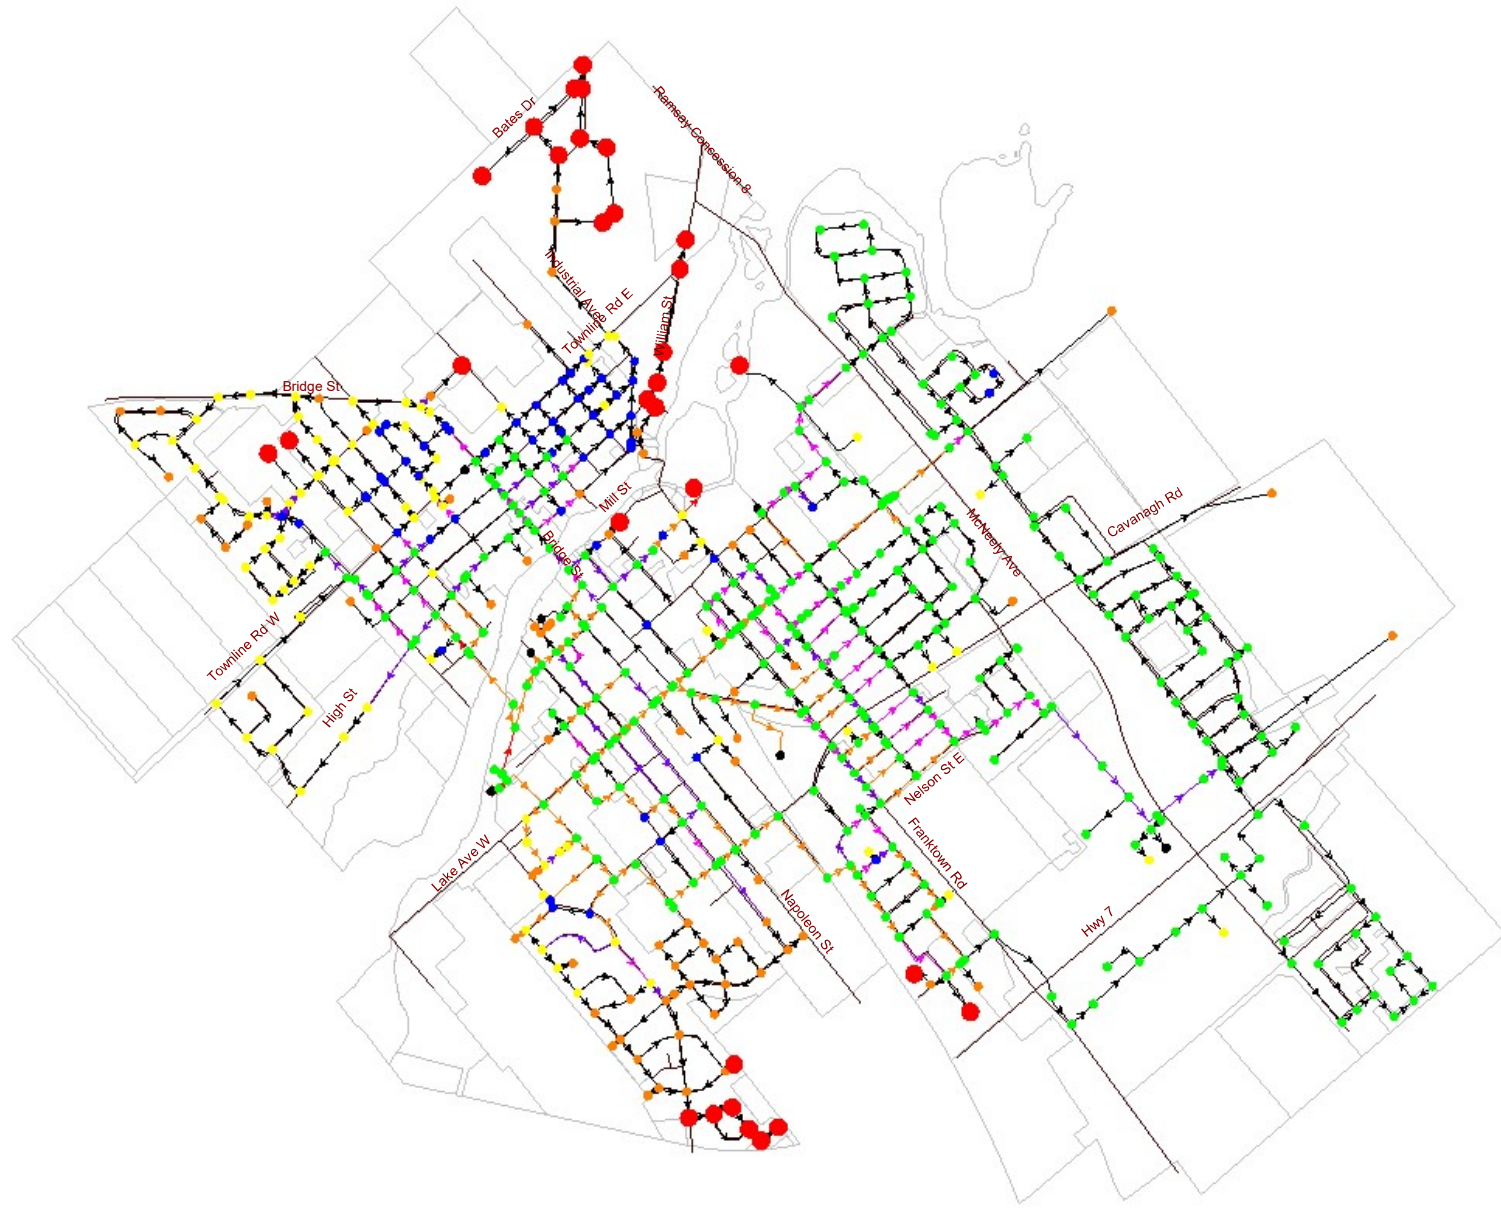 Bates Dr
Ramsay Concession 8
Industrial Ave
Townline Rd E
William St
Bridge St
Mill St
Bridge St
Cavanagh Rd
McNeely Ave
Townline Rd W
High St
Nelson St E
Lake Ave W
Franktown Rd
Napoleon St
Hwy 7